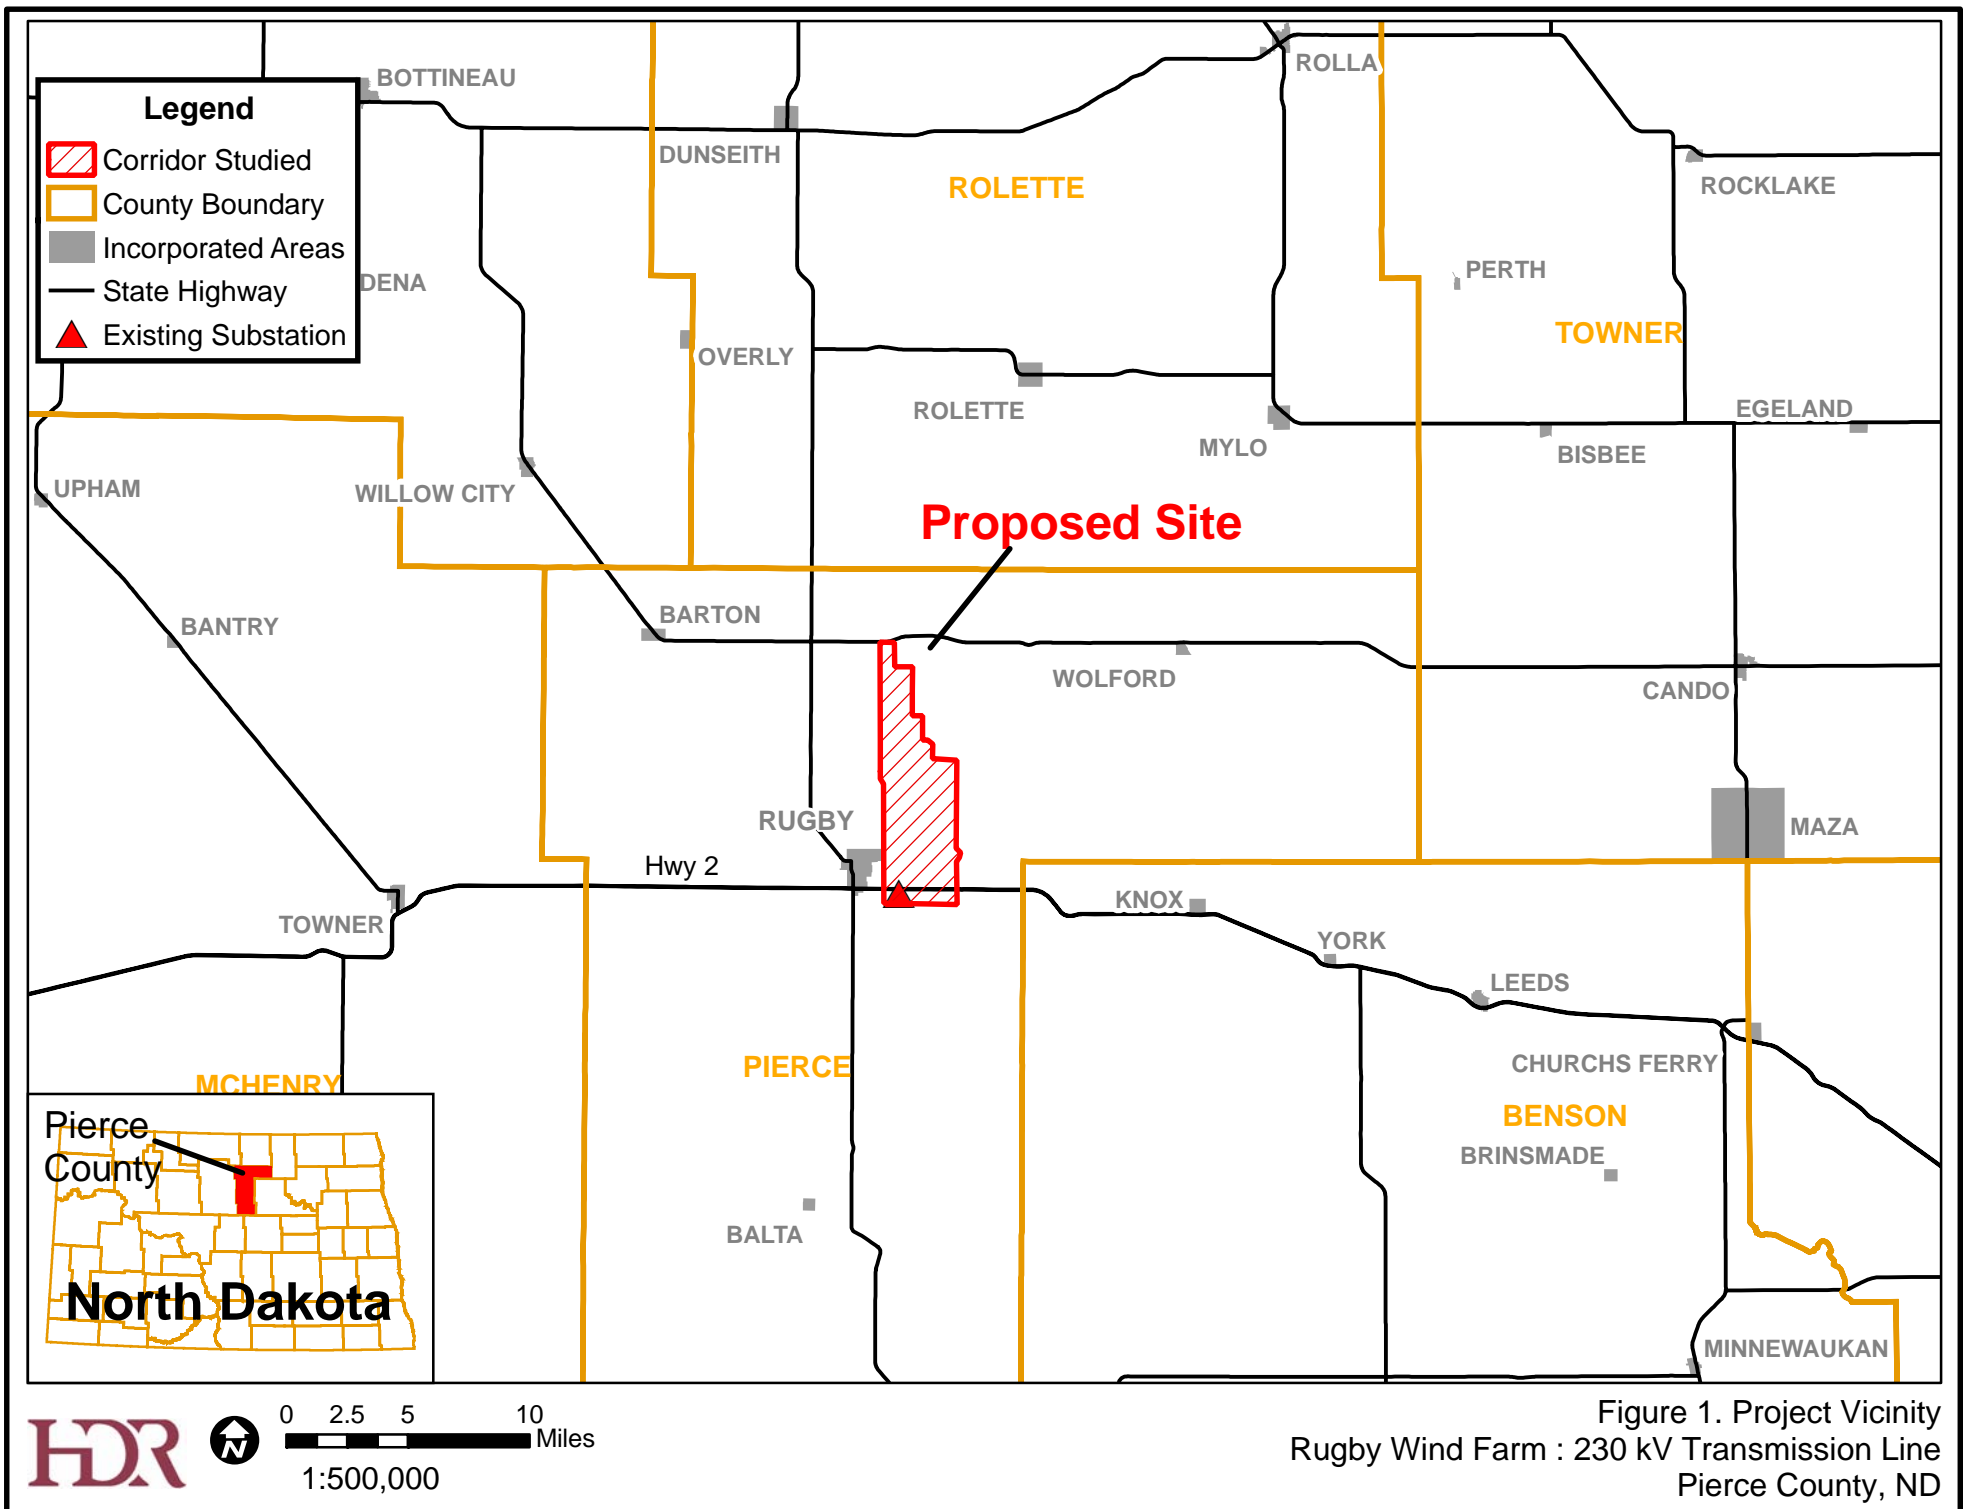 Legend
Corridor Studied
County Boundary
Incorporated Areas
State Highway
Existing Substation
BOTTINEAU
ROLLA
DUNSEITH
ROLETTE
ROCKLAKE
DENA
PERTH
TOWNER
OVERLY
ROLETTE
EGELAND
MYLO
BISBEE
UPHAM
WILLOW CITY
Proposed Site
BARTON
BANTRY
WOLFORD
CANDO
RUGBY
MAZA
Hwy 2
TOWNER
KNOX
YORK
LEEDS
CHURCHS FERRY
PIERCE
MCHENRY
BENSON
BRINSMADE
BALTA
MINNEWAUKAN
Pierce
County
North Dakota
HDR
N
0 2.5 5 10
Miles
1:500,000
Figure 1. Project Vicinity
Rugby Wind Farm : 230 kV Transmission Line
Pierce County, ND